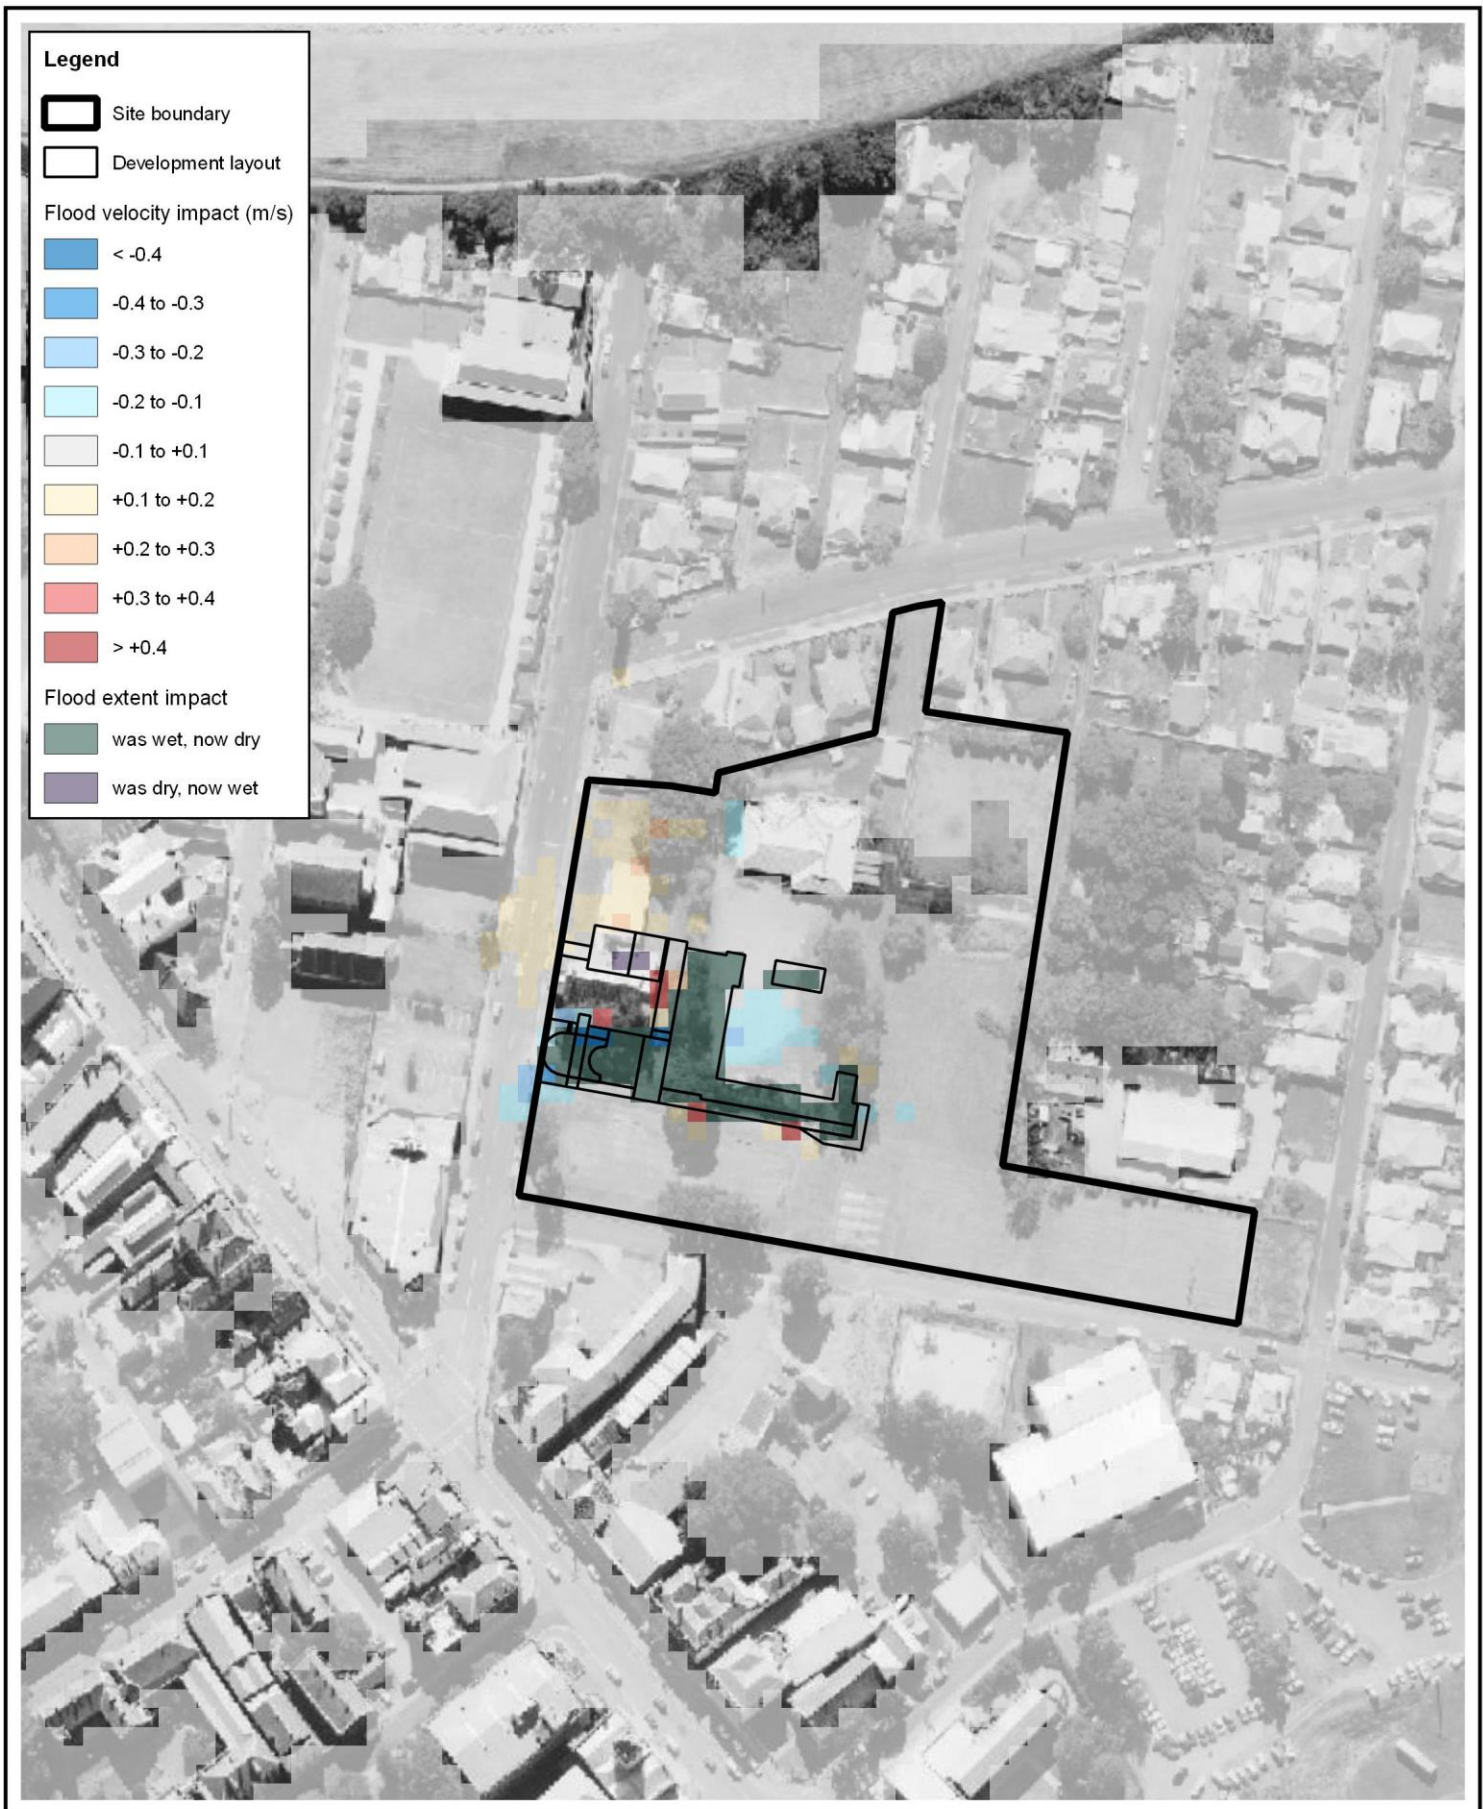 Legend
Site boundary
Development layout
Flood velocity impact (m/s)
< -0.4
-0.4 to -0.3
-0.3 to -0.2
-0.2 to -0.1
-0.1 to +0.1
+0.1 to +0.2
+0.2 to +0.3
+0.3 to +0.4
> +0.4
Flood extent impact
was wet, now dry
was dry, now wet